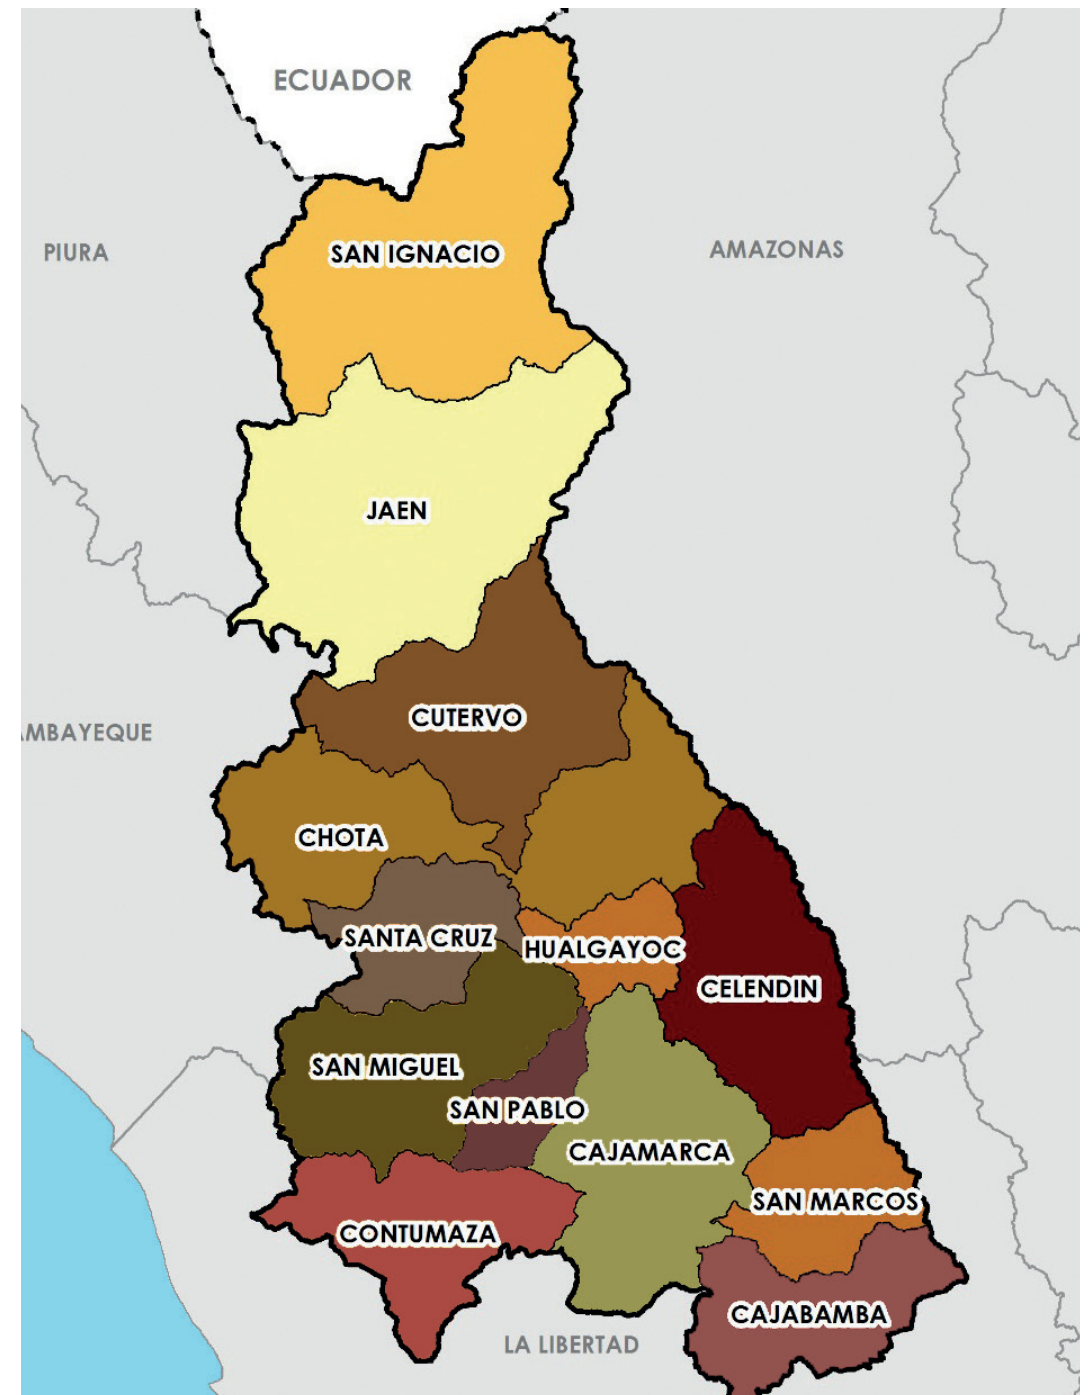 ECUADOR
PIURA
SAN IGNACIO
AMAZONAS
JAEN
CUTERVO
AMBAYEQUE
CHOTA
SANTA CRUZ
HUALGAYOC
CELENDIN
SAN MIGUEL
SAN PABLO
CAJAMARCA
SAN MARCOS
CONTUMAZA
CAJABAMBA
LA LIBERTAD